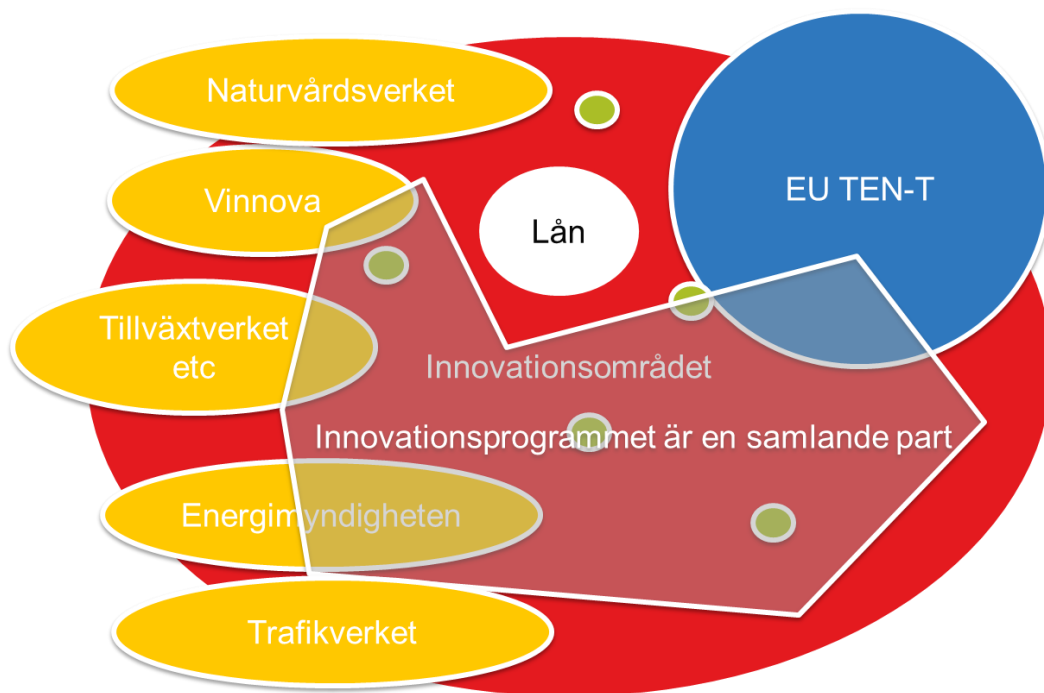 Naturvårdsverket
Vinnova
EU TEN-T
Lån
Tillväxtverket
etc
Innovationsområdet
Innovationsprogrammet är en samlande part
Energimyndigheten
Trafikverket